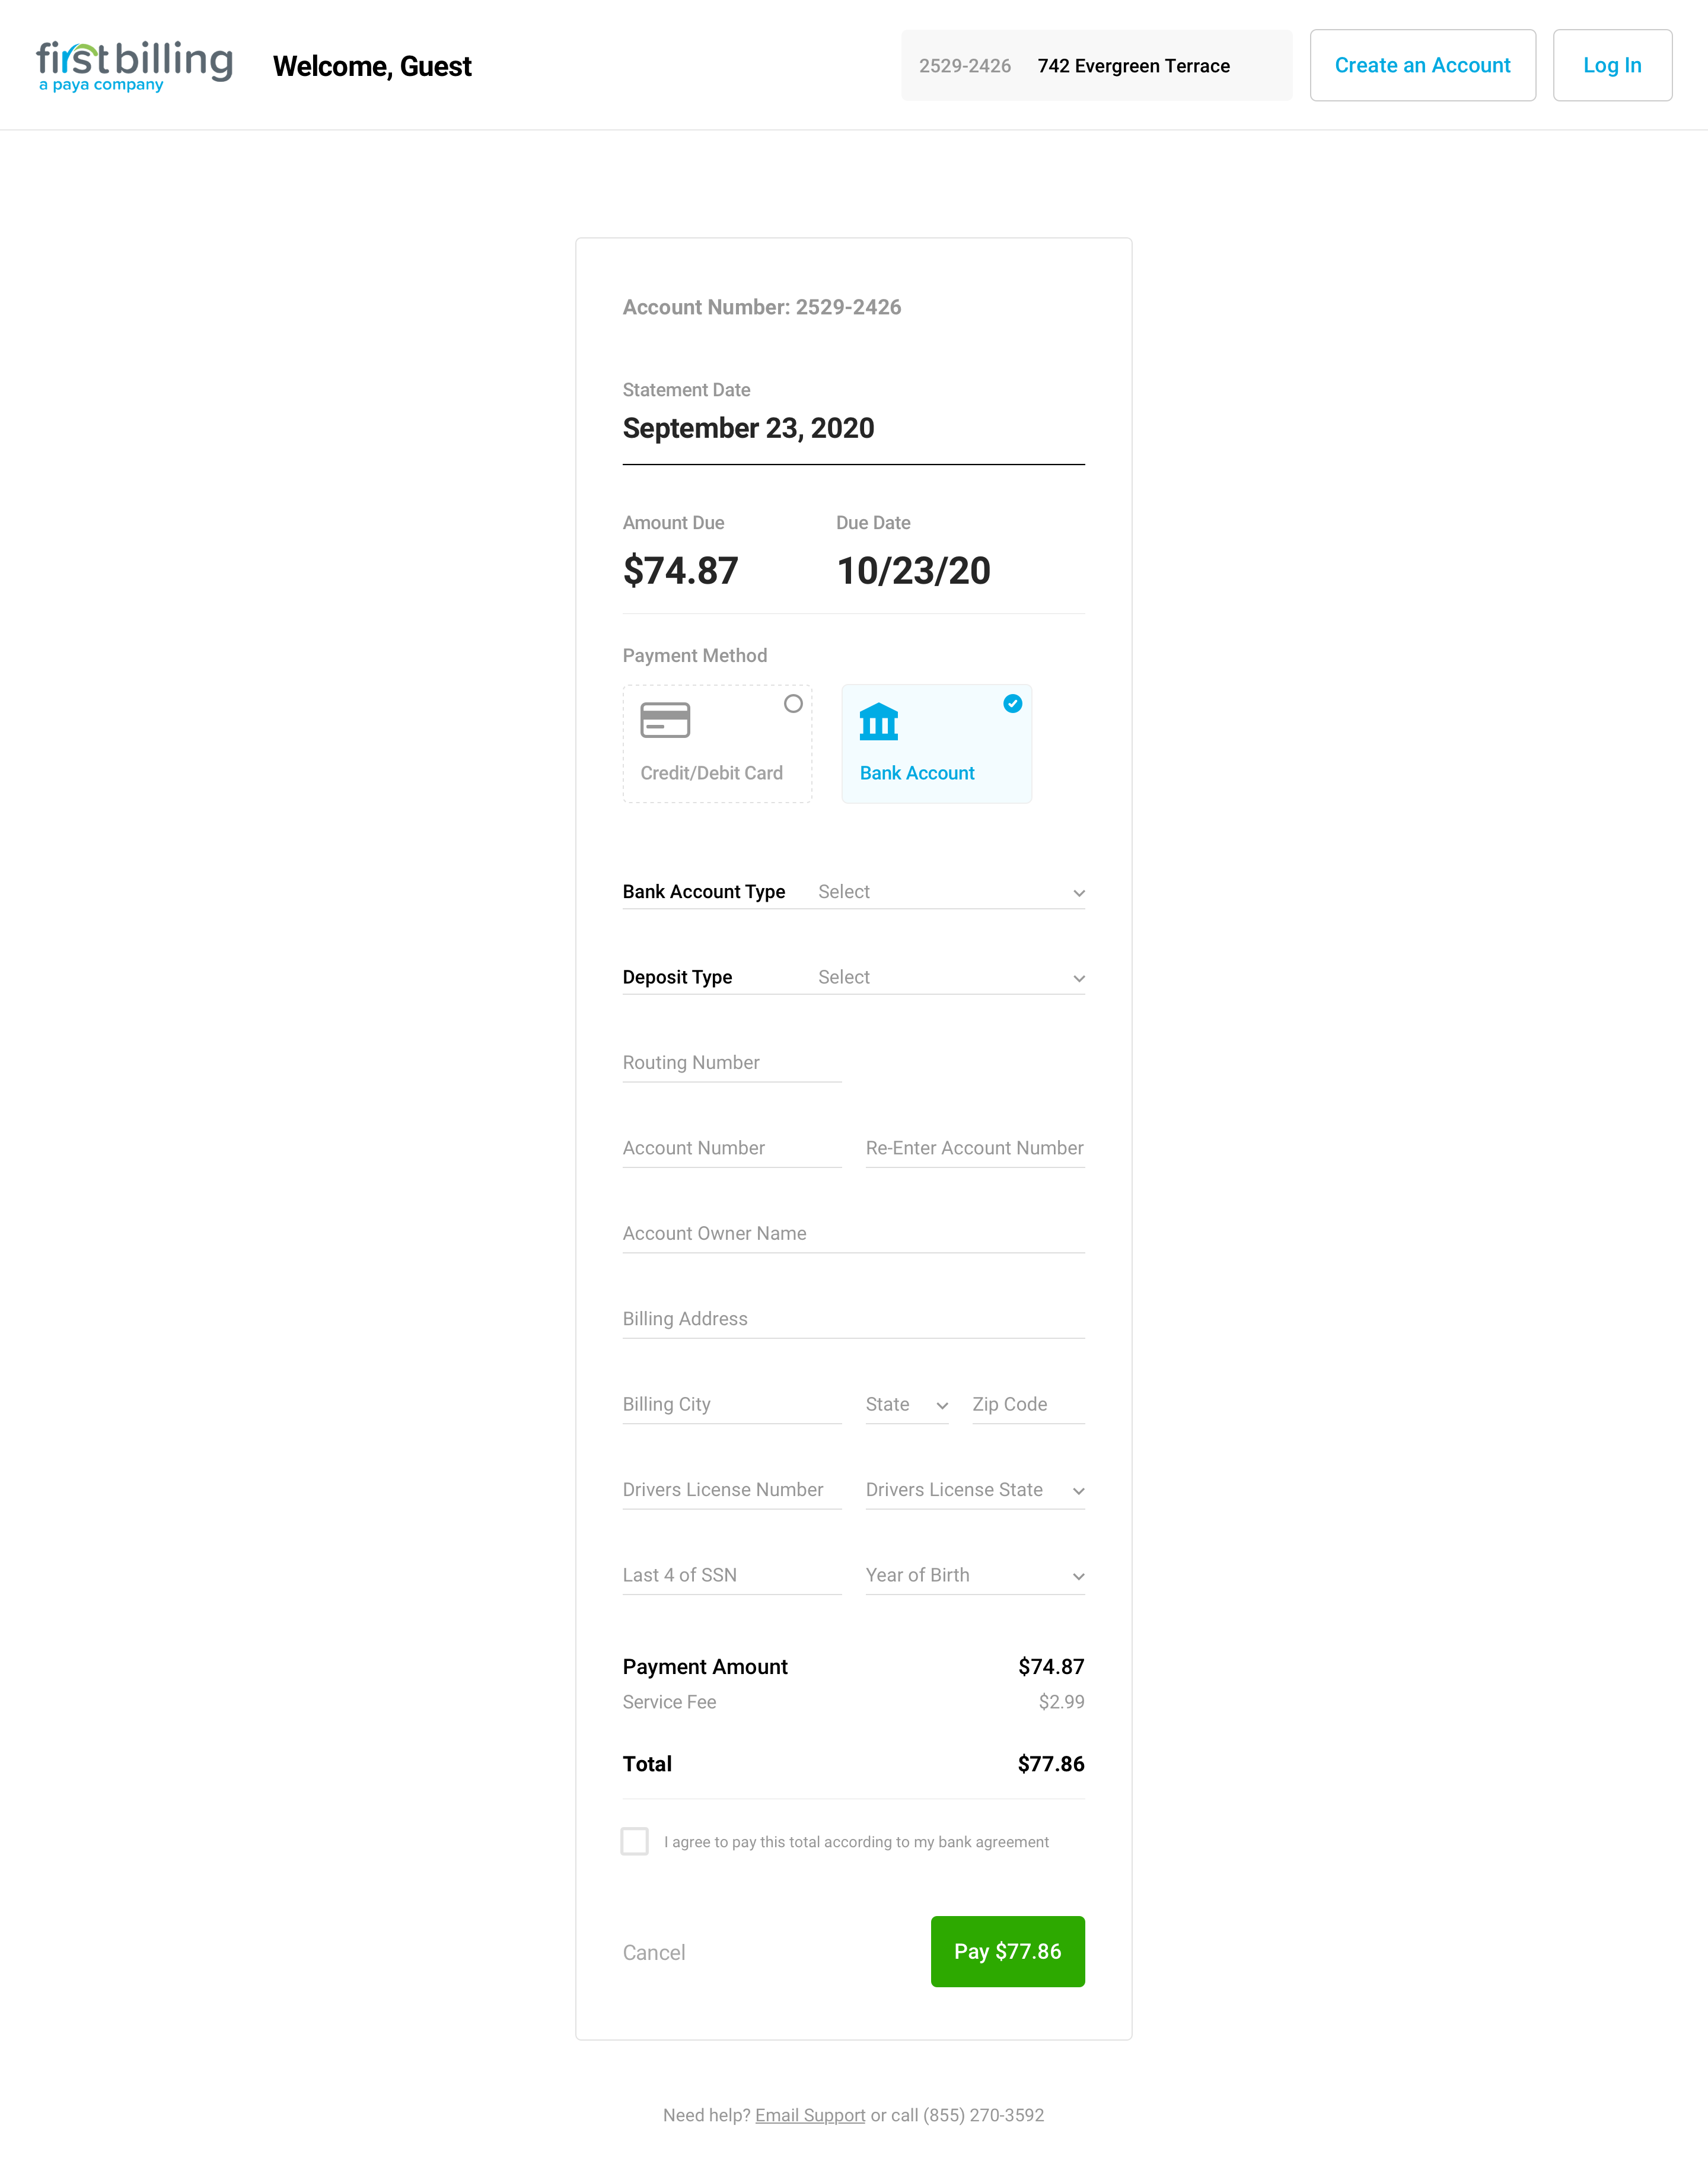 firstbilling
a paya company
Welcome, Guest
2529-2426 742 Evergreen Terrace
Create an Account
Log In
Account Number: 2529-2426
Statement Date
September 23, 2020
Amount Due Due Date
$74.87 10/23/20
Payment Method
Credit/Debit Card Bank Account
Bank Account Type Select
Deposit Type Select
Routing Number
Account Number Re-Enter Account Number
Account Owner Name
Billing Address
Billing City State Zip Code
Drivers License Number Drivers License State
Last 4 of SSN Year of Birth
Payment Amount $74.87
Service Fee $2.99
Total $77.86
I agree to pay this total according to my bank agreement
Cancel Pay $77.86
Need help? Email Support or call (855) 270-3592